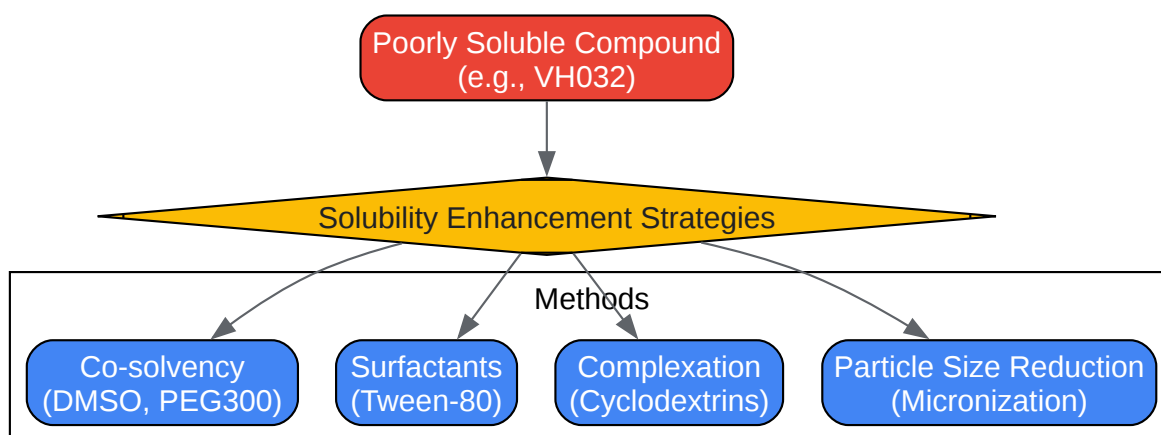 Poorly Soluble Compound
(e.g., VH032)
Solubility Enhancement Strategies
Methods
Co-solvency
(DMSO, PEG300)
Surfactants
(Tween-80)
Complexation
(Cyclodextrins)
Particle Size Reduction
(Micronization)